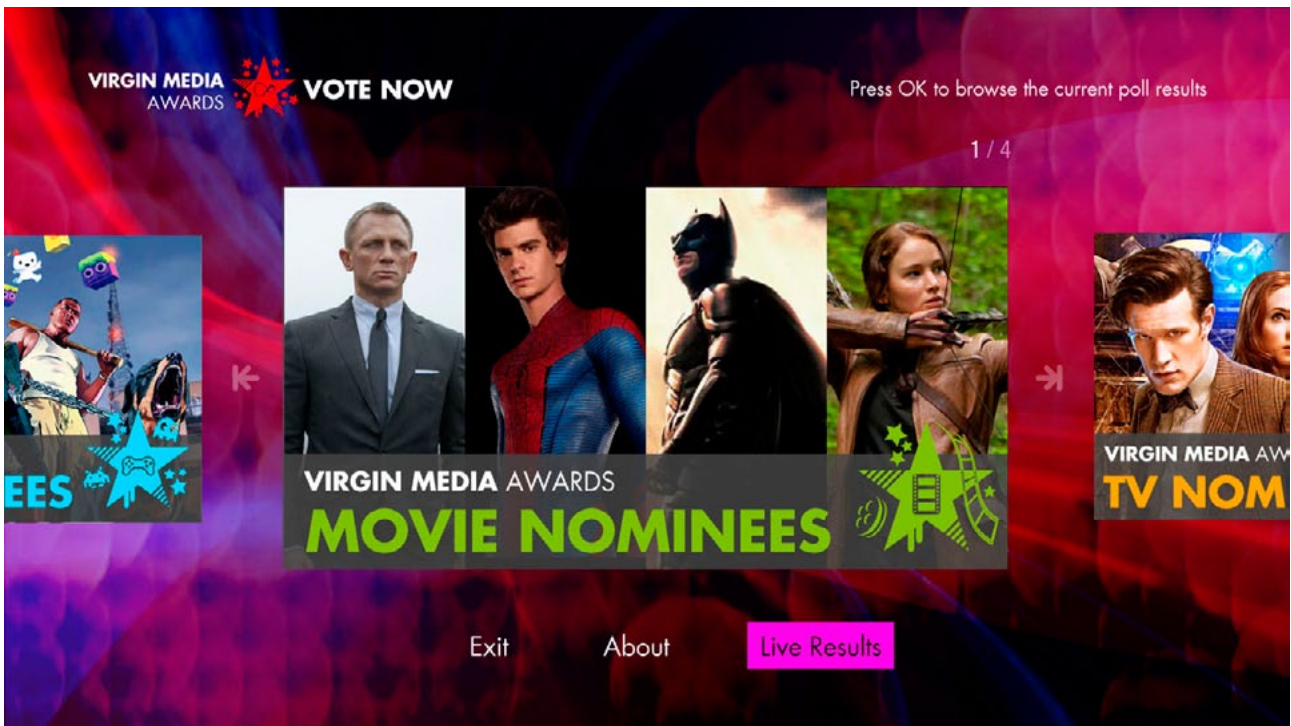 VIRGIN MEDIA
AWARDS
VOTE NOW
Press OK to browse the current poll results
1 / 4
EES
VIRGIN MEDIA AWARDS
MOVIE NOMINEES
VIRGIN MEDIA AW
TV NOM
Exit
About
Live Results